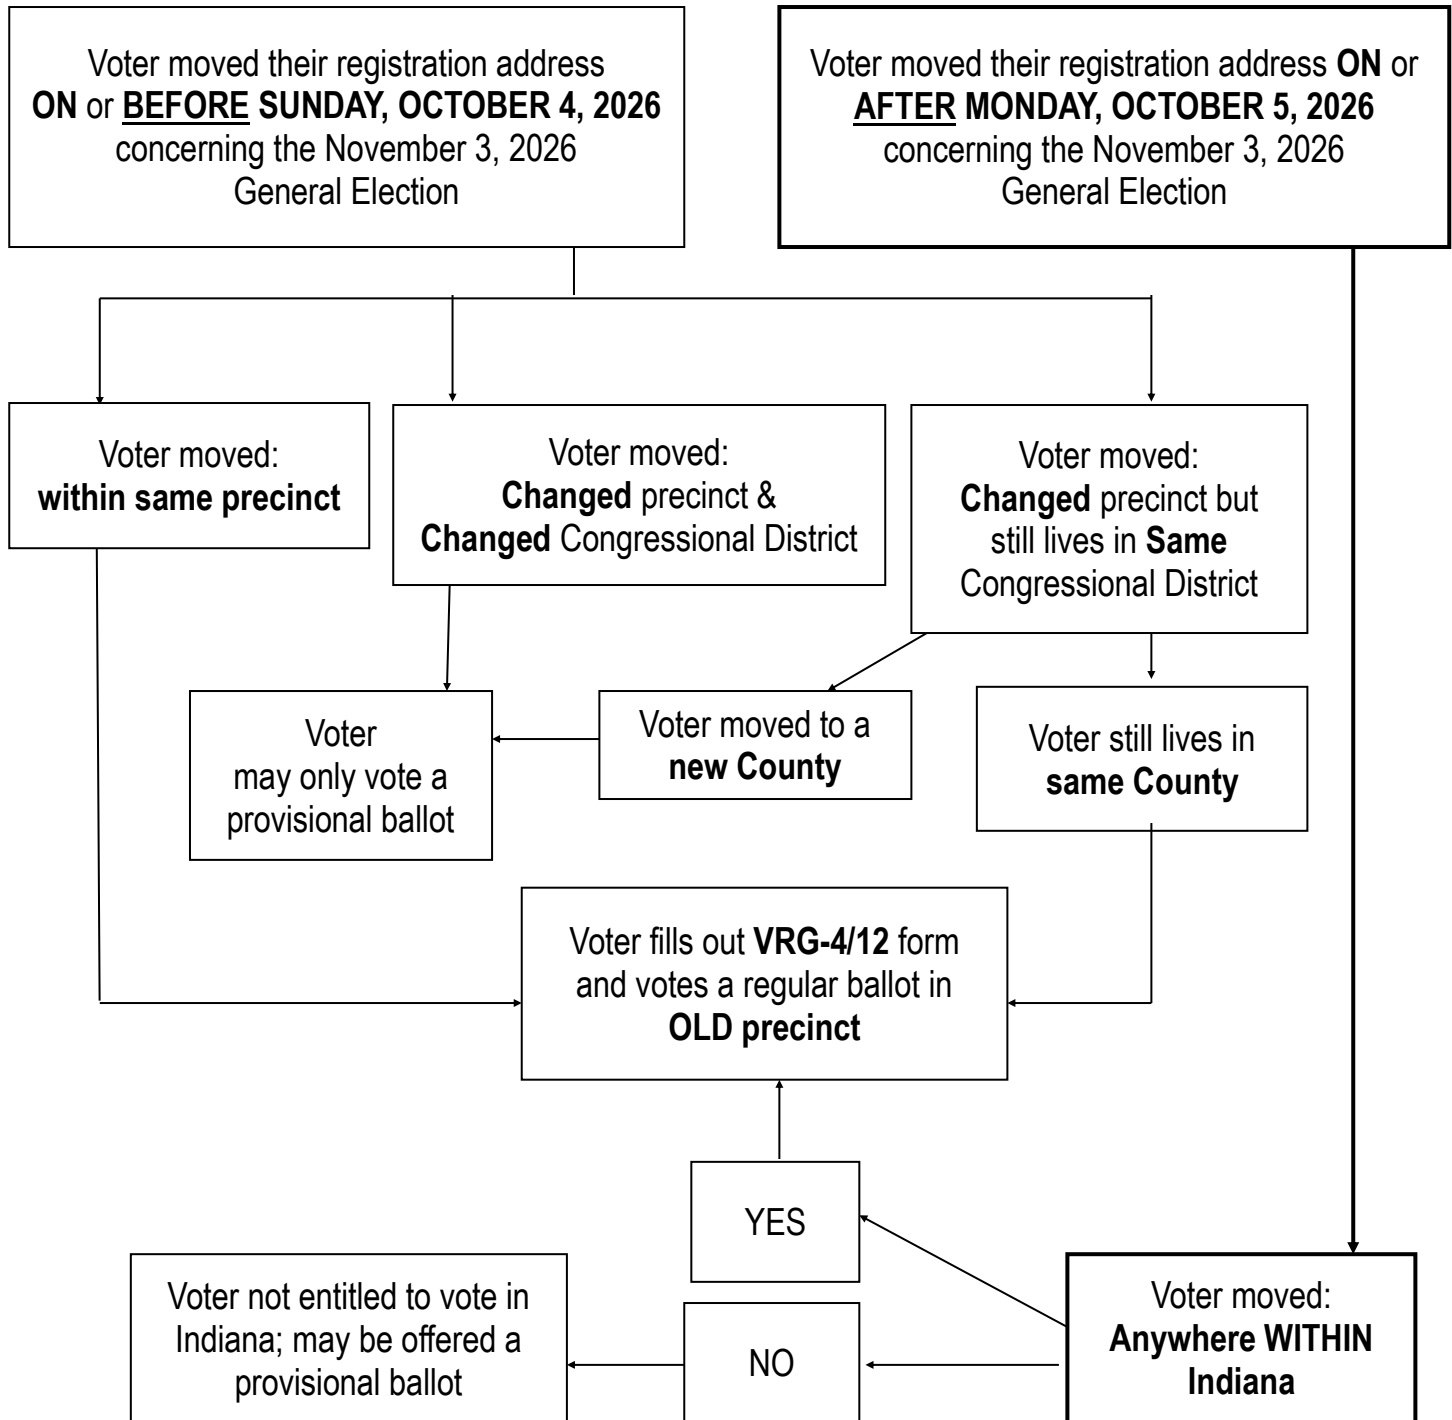 Voter moved their registration address
ON or BEFORE SUNDAY, OCTOBER 4, 2026
concerning the November 3, 2026
General Election
Voter moved their registration address ON or
AFTER MONDAY, OCTOBER 5, 2026
concerning the November 3, 2026
General Election
Voter moved:
within same precinct
Voter moved:
Changed precinct &
Changed Congressional District
Voter moved:
Changed precinct but
still lives in Same
Congressional District
Voter
may only vote a
provisional ballot
Voter moved to a
new County
Voter still lives in
same County
Voter fills out VRG-4/12 form
and votes a regular ballot in
OLD precinct
YES
Voter not entitled to vote in
Indiana; may be offered a
provisional ballot
NO
Voter moved:
Anywhere WITHIN
Indiana